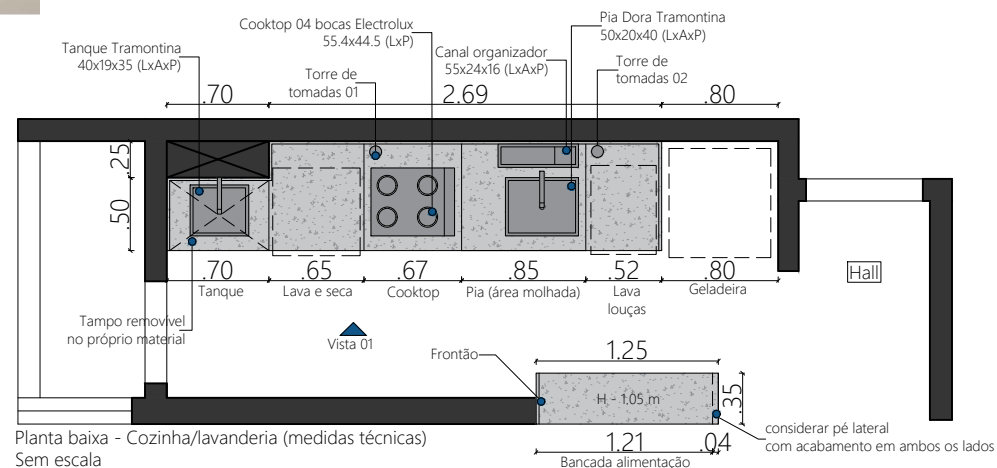 Cooktop 04 bocas Electrolux
55.4x44.5 (LxP)
Pia Dora Tramontina
50x20x40 (LxAxP)
Tanque Tramontina
40x19x35 (LxAxP)
Canal organizador
55x24x16 (LxAxP)
Torre de
tomadas 01
Torre de
tomadas 02
.70
2.69
.80
.25
.50
.70
.65
.67
.85
.52
.80
Tanque
Lava e seca
Cooktop
Pia (área molhada)
Lava
louças
Geladeira
Hall
Tampo removível
no próprio material
Vista 01
Frontão
1.25
H - 1.05 m
.35
1.21
.04
Bancada alimentação
considerar pé lateral
com acabamento em ambos os lados
Planta baixa - Cozinha/lavanderia (medidas técnicas)
Sem escala